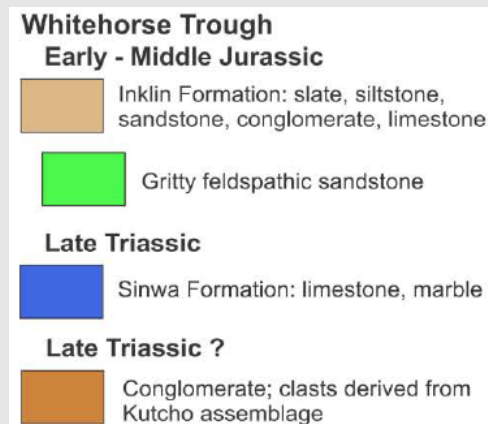 Whitehorse Trough
Early - Middle Jurassic
Inklin Formation: slate, siltstone,
sandstone, conglomerate, limestone
Gritty feldspathic sandstone
Late Triassic
Sinwa Formation: limestone, marble
Late Triassic ?
Conglomerate; clasts derived from
Kutcho assemblage